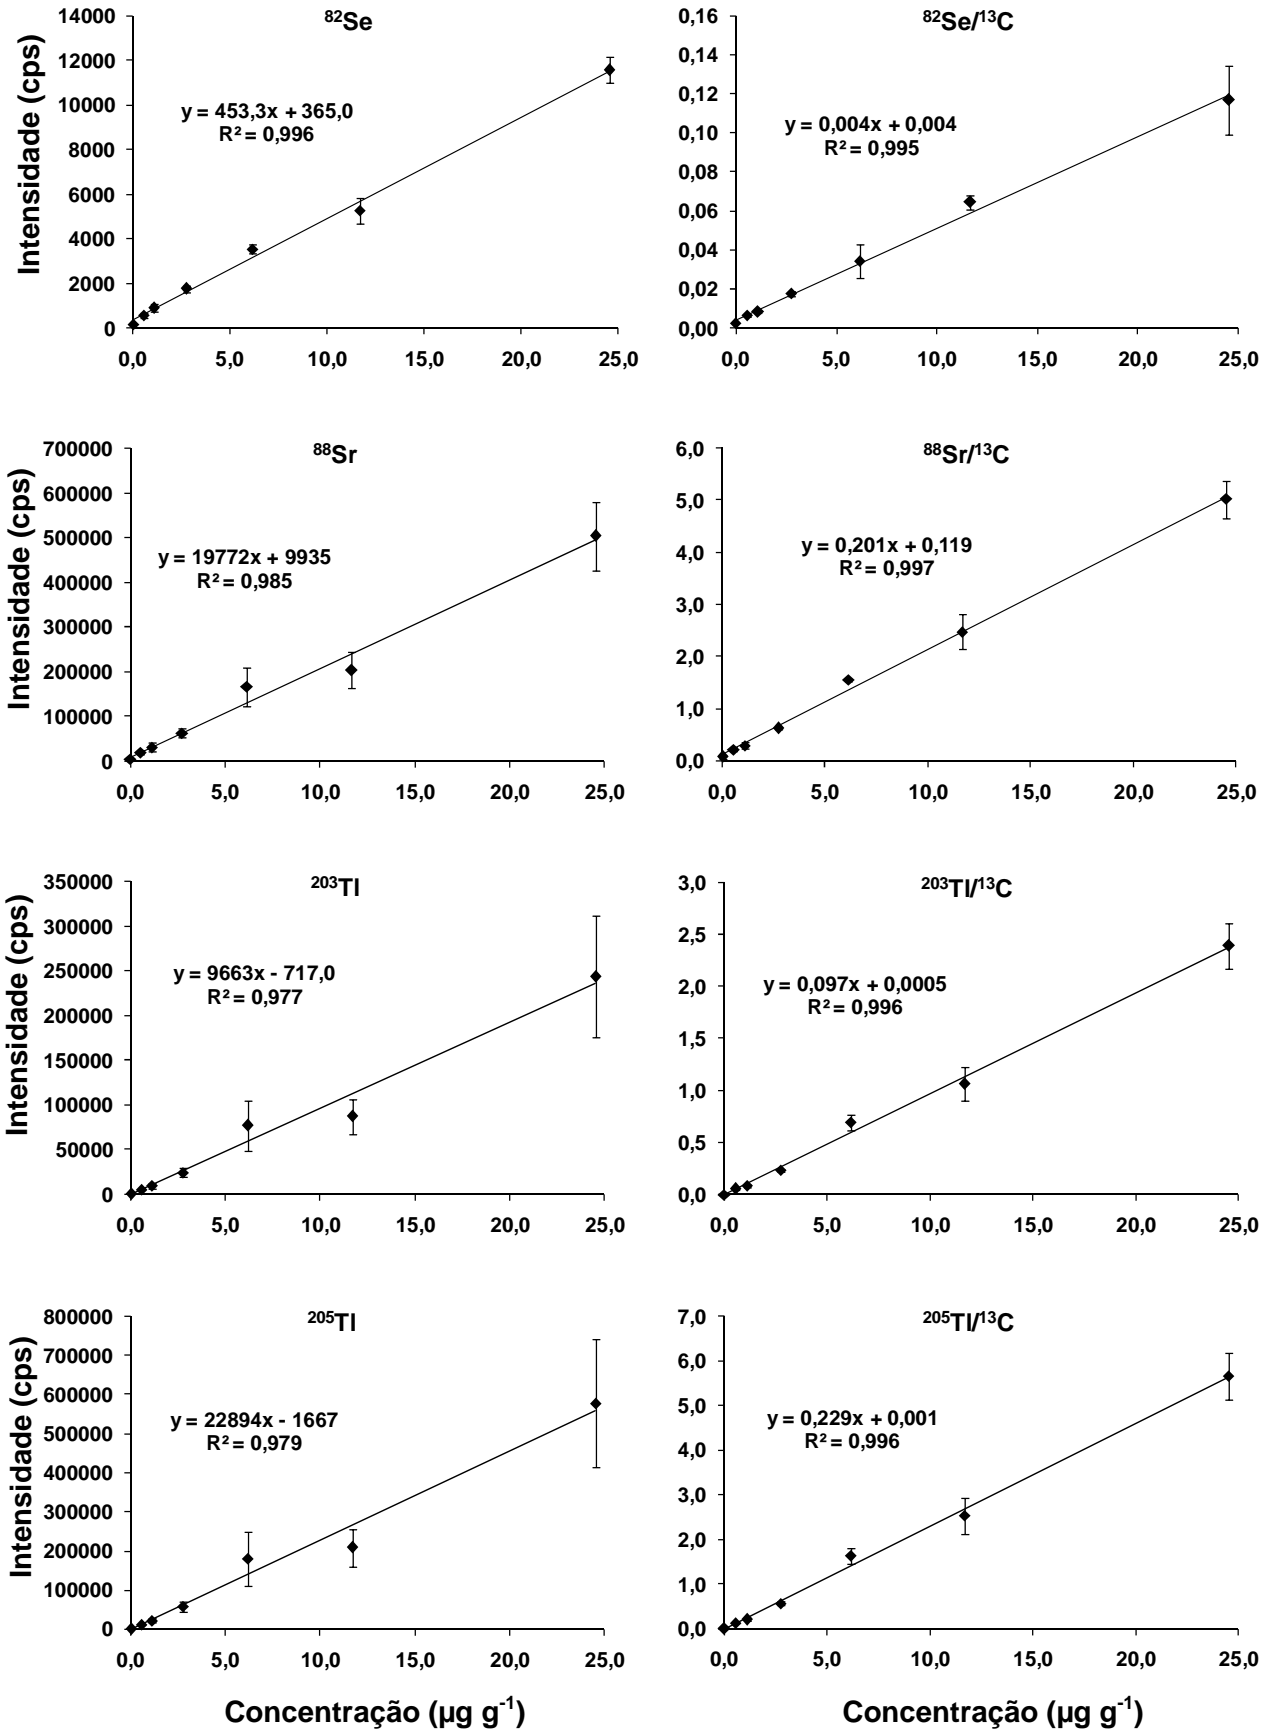 ⁸²Se
Intensidade (cps)
14000
12000
10000
8000
6000
4000
2000
0
y = 453,3x + 365,0
R² = 0,996
0,0 5,0 10,0 15,0 20,0 25,0
⁸²Se/¹³C
0,16
0,14
0,12
0,10
0,08
0,06
0,04
0,02
0,00
y = 0,004x + 0,004
R² = 0,995
0,0 5,0 10,0 15,0 20,0 25,0
⁸⁸Sr
Intensidade (cps)
700000
600000
500000
400000
300000
200000
100000
0
y = 19772x + 9935
R² = 0,985
0,0 5,0 10,0 15,0 20,0 25,0
⁸⁸Sr/¹³C
6,0
5,0
4,0
3,0
2,0
1,0
0,0
y = 0,201x + 0,119
R² = 0,997
0,0 5,0 10,0 15,0 20,0 25,0
²⁰³Tl
Intensidade (cps)
350000
300000
250000
200000
150000
100000
50000
0
y = 9663x - 717,0
R² = 0,977
0,0 5,0 10,0 15,0 20,0 25,0
²⁰³Tl/¹³C
3,0
2,5
2,0
1,5
1,0
0,5
0,0
y = 0,097x + 0,0005
R² = 0,996
0,0 5,0 10,0 15,0 20,0 25,0
²⁰⁵Tl
Intensidade (cps)
800000
700000
600000
500000
400000
300000
200000
100000
0
y = 22894x - 1667
R² = 0,979
0,0 5,0 10,0 15,0 20,0 25,0
Concentração (µg g⁻¹)
²⁰⁵Tl/¹³C
7,0
6,0
5,0
4,0
3,0
2,0
1,0
0,0
y = 0,229x + 0,001
R² = 0,996
0,0 5,0 10,0 15,0 20,0 25,0
Concentração (µg g⁻¹)